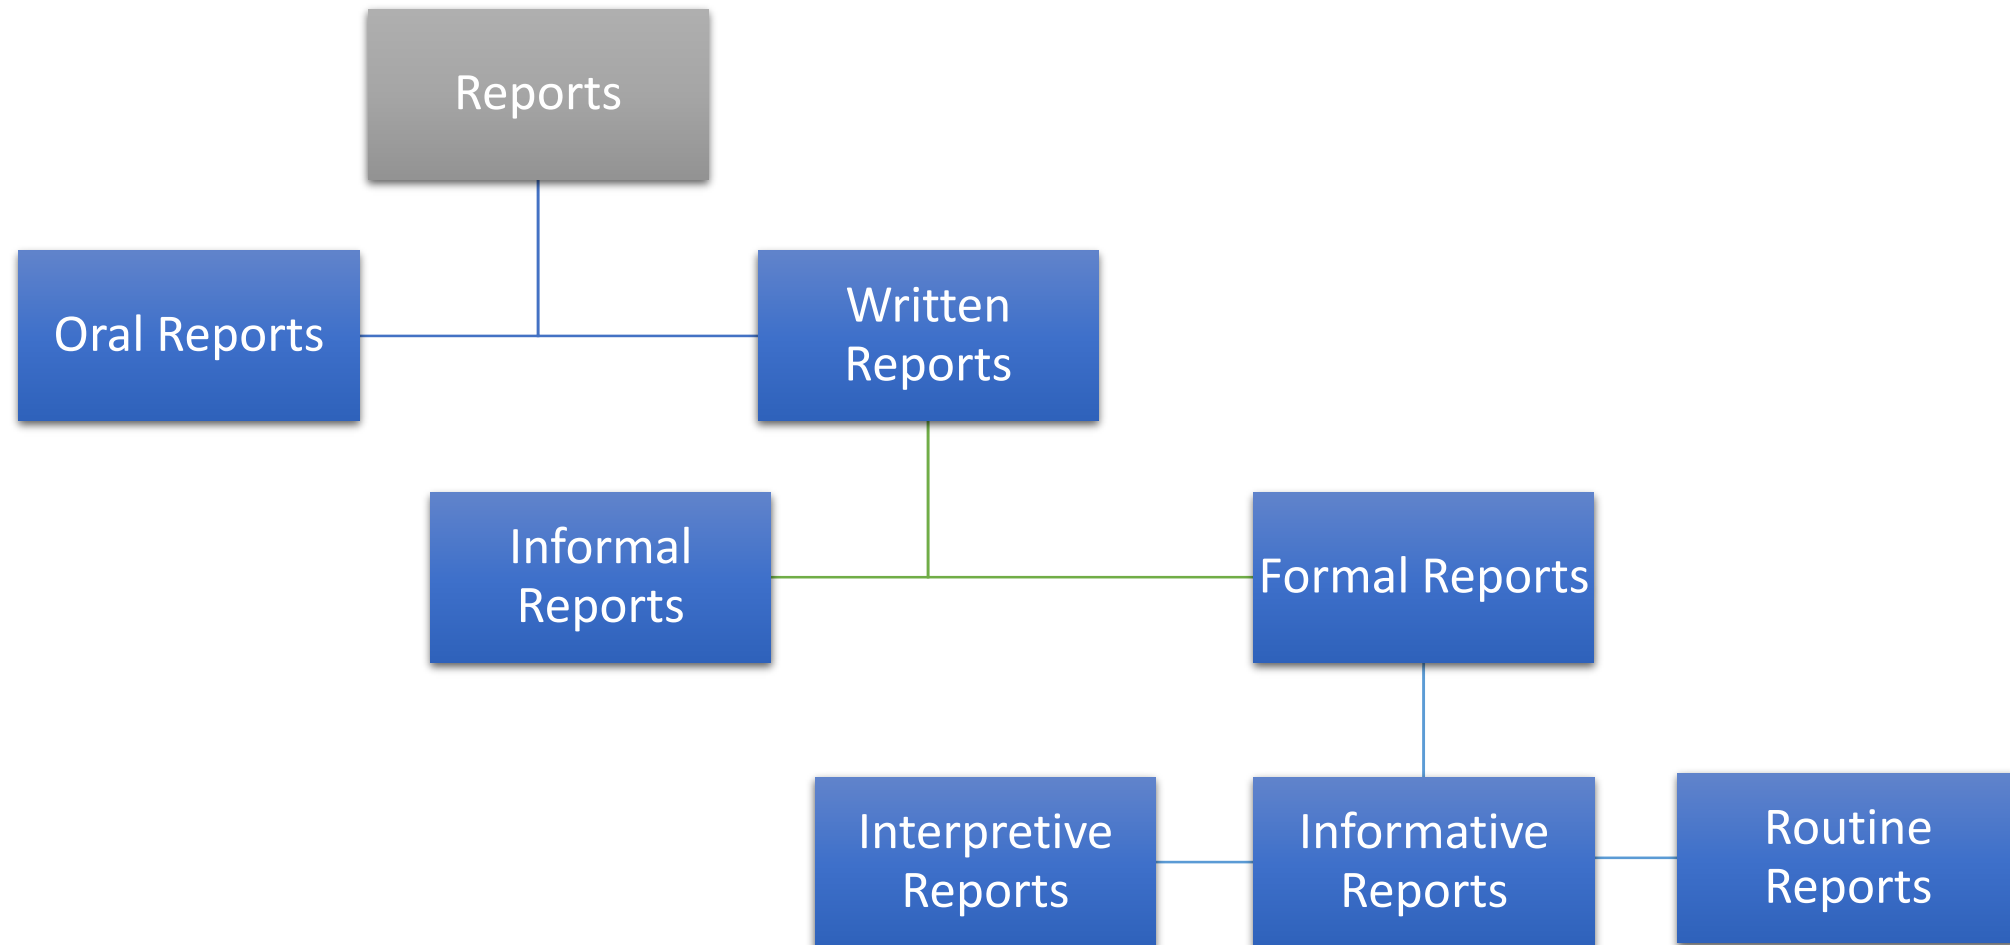 Reports
Oral Reports
Written
Reports
Informal
Reports
Formal Reports
Interpretive
Reports
Informative
Reports
Routine
Reports